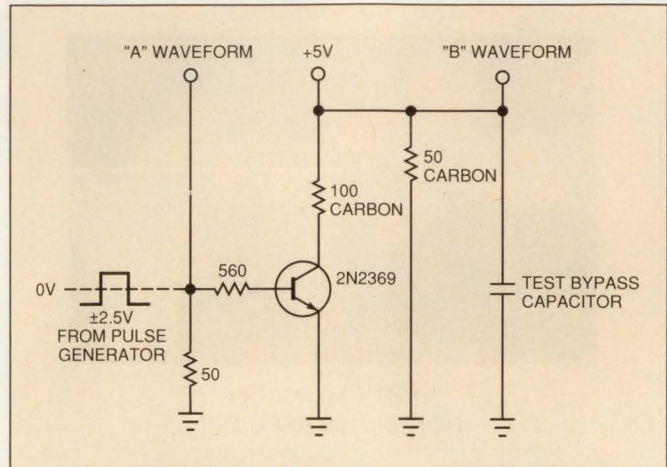 "A" WAVEFORM
+5V
"B" WAVEFORM
50
CARBON
100
CARBON
560
2N2369
0V
TEST BYPASS
CAPACITOR
±2.5V
FROM PULSE
GENERATOR
50